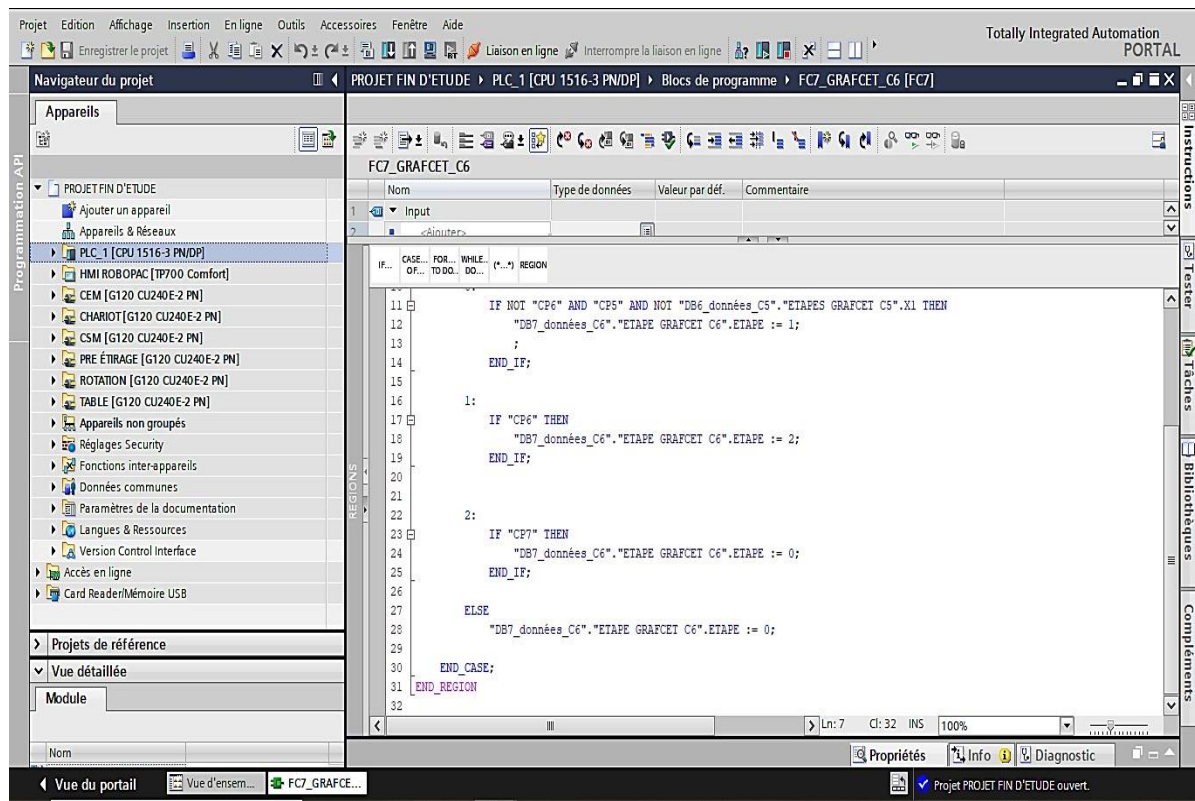 Projet Edition Affichage Insertion En ligne Outils Accessoires Fenêtre Aide
Totally Integrated Automation
PORTAL
Enregistrer le projet
Liaison en ligne
Interrompre la liaison en ligne
Navigateur du projet
PROJET FIN D'ETUDE PLC_1 [CPU 1516-3 PN/DP] Blocs de programme FC7_GRAFCET_C6 [FC7]
Appareils
Programmation API
PROJET FIN D'ETUDE
Ajouter un appareil
Appareils & Réseaux
PLC_1 [CPU 1516-3 PN/DP]
HMI ROBOPAC [TP700 Comfort]
CEM [G120 CU240E-2 PN]
CHARIOT [G120 CU240E-2 PN]
CSM [G120 CU240E-2 PN]
PRE ÉTIRAGE [G120 CU240E-2 PN]
ROTATION [G120 CU240E-2 PN]
TABLE [G120 CU240E-2 PN]
Appareils non groupés
Réglages Security
Fonctions inter-appareils
Données communes
Paramètres de la documentation
Langues & Ressources
Version Control Interface
Accès en ligne
Card Reader/Mémoire USB
Projets de référence
Vue détaillée
Module
Nom
FC7_GRAFCET_C6
Nom Type de données Valeur par déf. Commentaire
1 Input
2 <Ajouter>
IF... CASE... OF... FOR... TO DO... WHILE... DO... (*...*) REGION
REGIONS
11 IF NOT "CP6" AND "CP5" AND NOT "DB6_données_C5"."ETAPES GRAFCET C5".X1 THEN
12 "DB7_données_C6"."ETAPE GRAFCET C6".ETAPE := 1;
13 ;
14 END_IF;
15
16 1:
17 IF "CP6" THEN
18 "DB7_données_C6"."ETAPE GRAFCET C6".ETAPE := 2;
19 END_IF;
20
21
22 2:
23 IF "CP7" THEN
24 "DB7_données_C6"."ETAPE GRAFCET C6".ETAPE := 0;
25 END_IF;
26
27 ELSE
28 "DB7_données_C6"."ETAPE GRAFCET C6".ETAPE := 0;
29
30 END_CASE;
31 END_REGION
32
Ln: 7 Cl: 32 INS 100%
Propriétés Info Diagnostic
Instructions
Tester
Tâches
Bibliothèques
Compléments
Vue du portail Vue d'ensem... FC7_GRAFCE...
Projet PROJET FIN D'ETUDE ouvert.